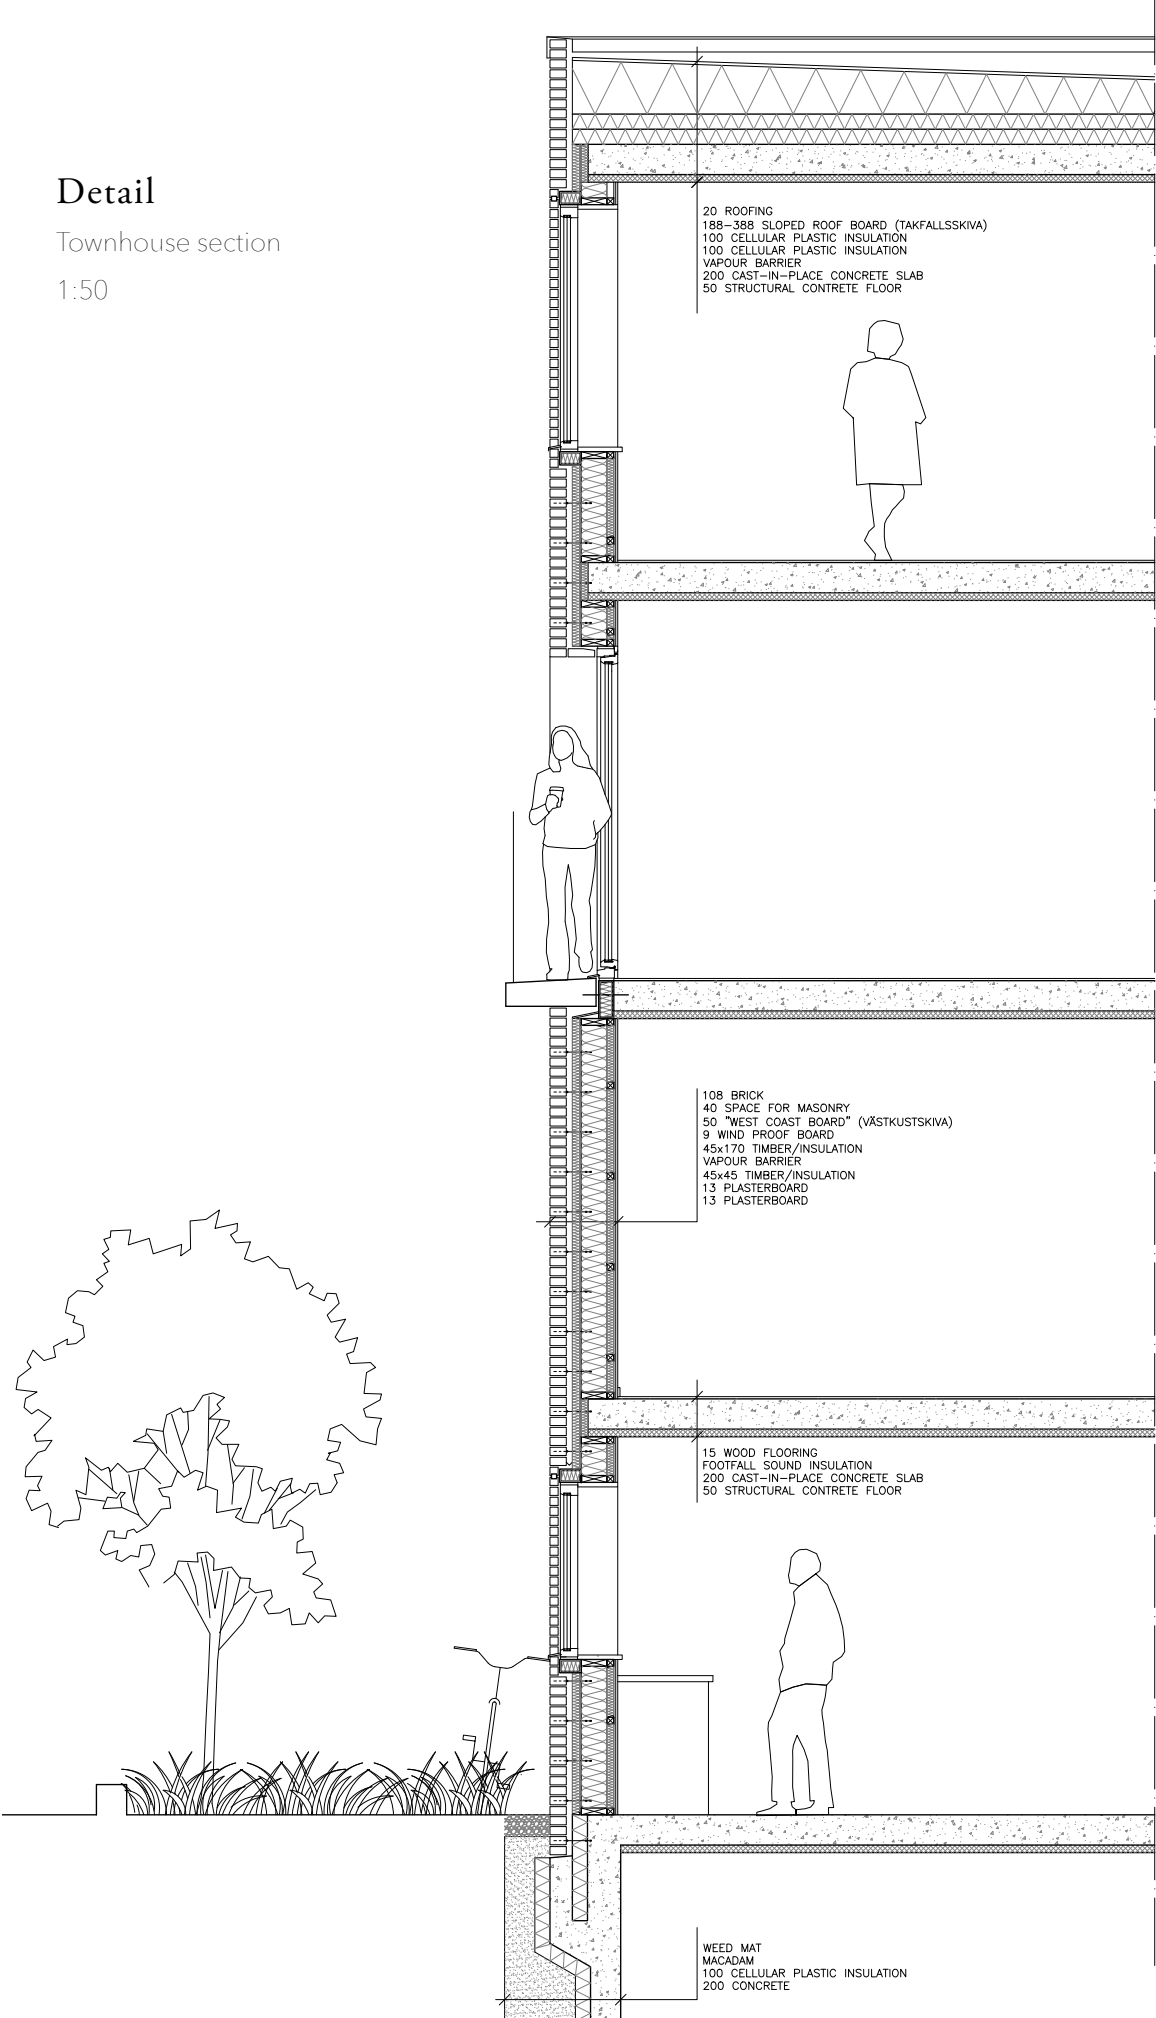 Detail
Townhouse section
1:50
20 ROOFING
188-388 SLOPED ROOF BOARD (TAKFALLSSKIVA)
100 CELLULAR PLASTIC INSULATION
100 CELLULAR PLASTIC INSULATION
VAPOUR BARRIER
200 CAST-IN-PLACE CONCRETE SLAB
50 STRUCTURAL CONTRETE FLOOR
108 BRICK
40 SPACE FOR MASONRY
50 "WEST COAST BOARD" (VÄSTKUSTSKIVA)
9 WIND PROOF BOARD
45x170 TIMBER/INSULATION
VAPOUR BARRIER
45x45 TIMBER/INSULATION
13 PLASTERBOARD
13 PLASTERBOARD
15 WOOD FLOORING
FOOTFALL SOUND INSULATION
200 CAST-IN-PLACE CONCRETE SLAB
50 STRUCTURAL CONTRETE FLOOR
WEED MAT
MACADAM
100 CELLULAR PLASTIC INSULATION
200 CONCRETE